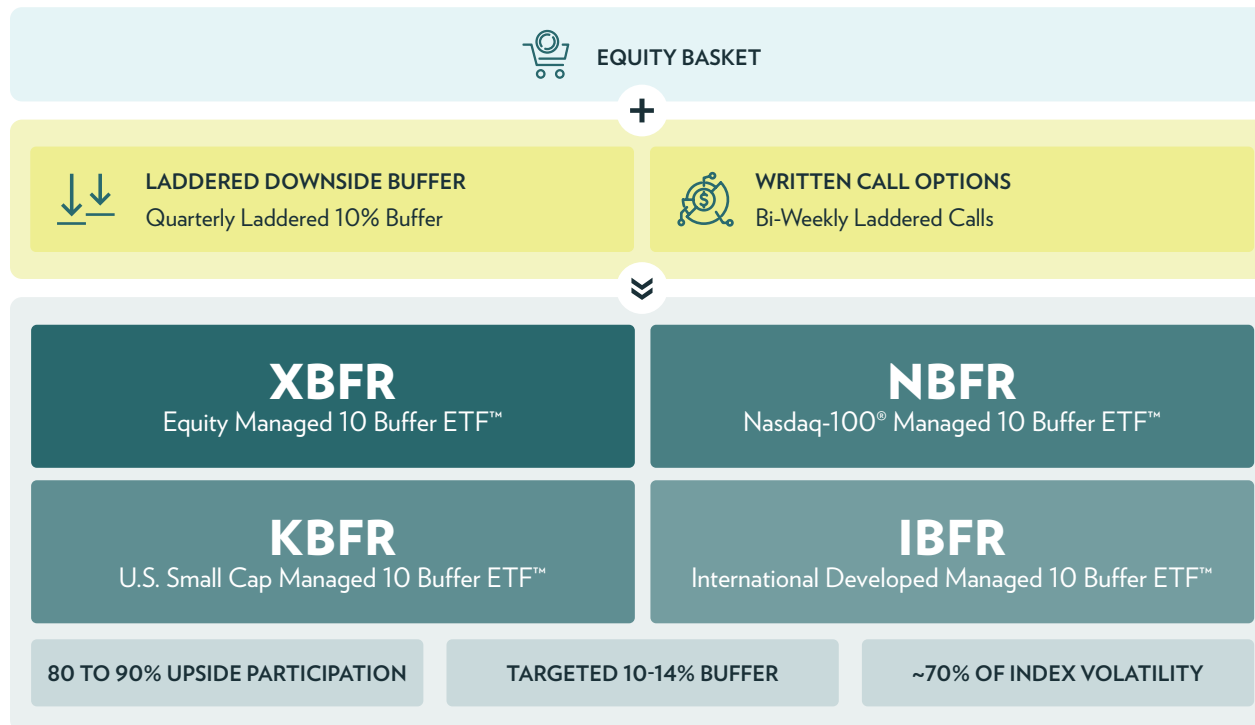 EQUITY BASKET
+
LADDERED DOWNSIDE BUFFER
Quarterly Laddered 10% Buffer
$
WRITTEN CALL OPTIONS
Bi-Weekly Laddered Calls
XBFR
Equity Managed 10 Buffer ETF™
NBFR
Nasdaq-100® Managed 10 Buffer ETF™
KBFR
U.S. Small Cap Managed 10 Buffer ETF™
IBFR
International Developed Managed 10 Buffer ETF™
80 TO 90% UPSIDE PARTICIPATION
TARGETED 10-14% BUFFER
~70% OF INDEX VOLATILITY